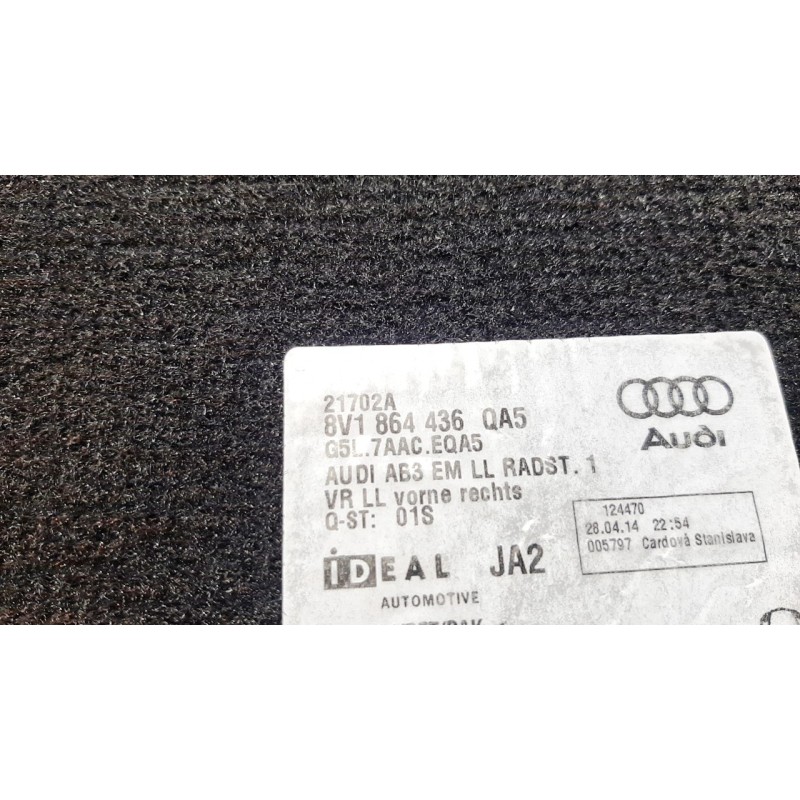 21702A
8V1 864 436 QA5
G5L.7AAC.EQA5
AUDI AB3 EM LL RADST. 1
VR LL vorne rechts
Q-ST: 01S
Audi
124470
28.04.14 22:54
005797 Cardová Stanislava
iDEAL JA2
AUTOMOTIVE